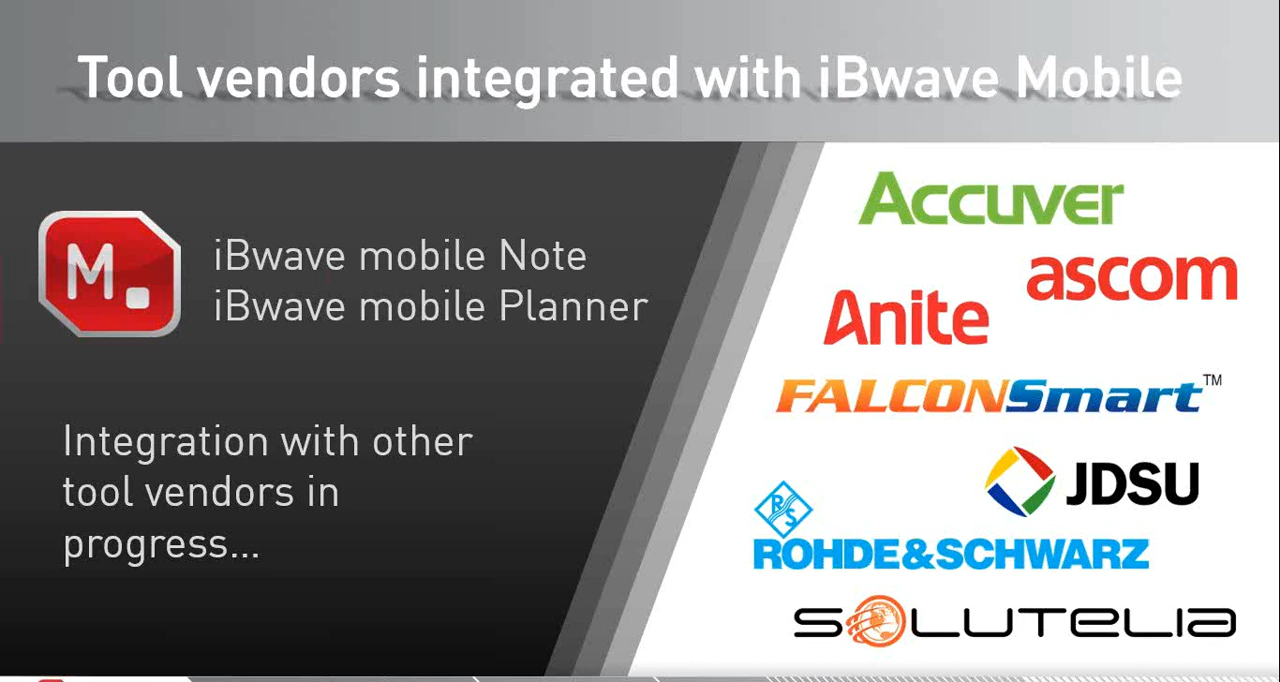 Tool vendors integrated with iBwave Mobile
M.
iBwave mobile Note
iBwave mobile Planner
Integration with other
tool vendors in
progress...
Accuver
ascom
Anite
FALCONSmart™
JDSU
R&S
ROHDE&SCHWARZ
SOLUTELIA